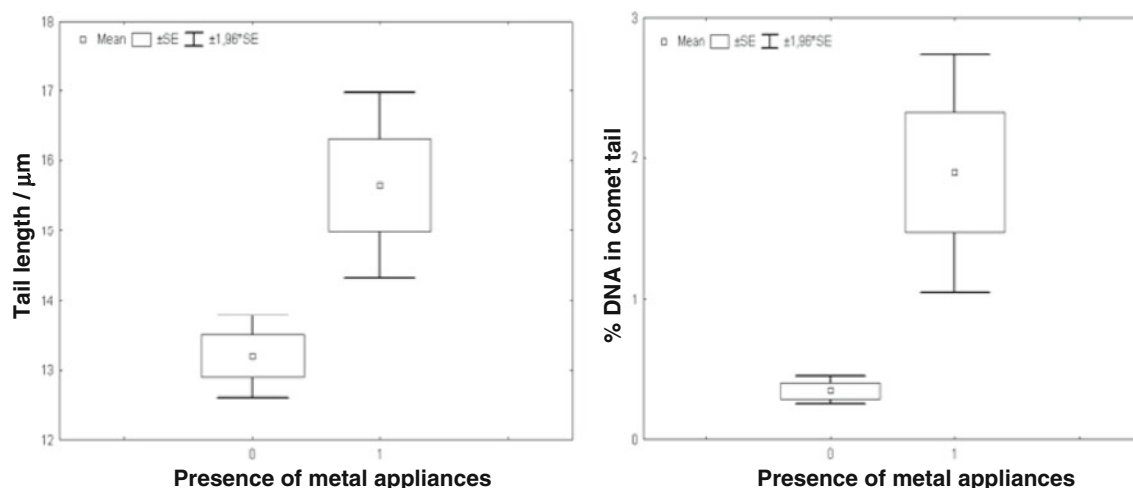 18
Mean ±SE ±1,96*SE
17
16
15
14
13
12
Tail length / µm
0 1
Presence of metal appliances
3
Mean ±SE ±1,96*SE
2
1
0
% DNA in comet tail
0 1
Presence of metal appliances